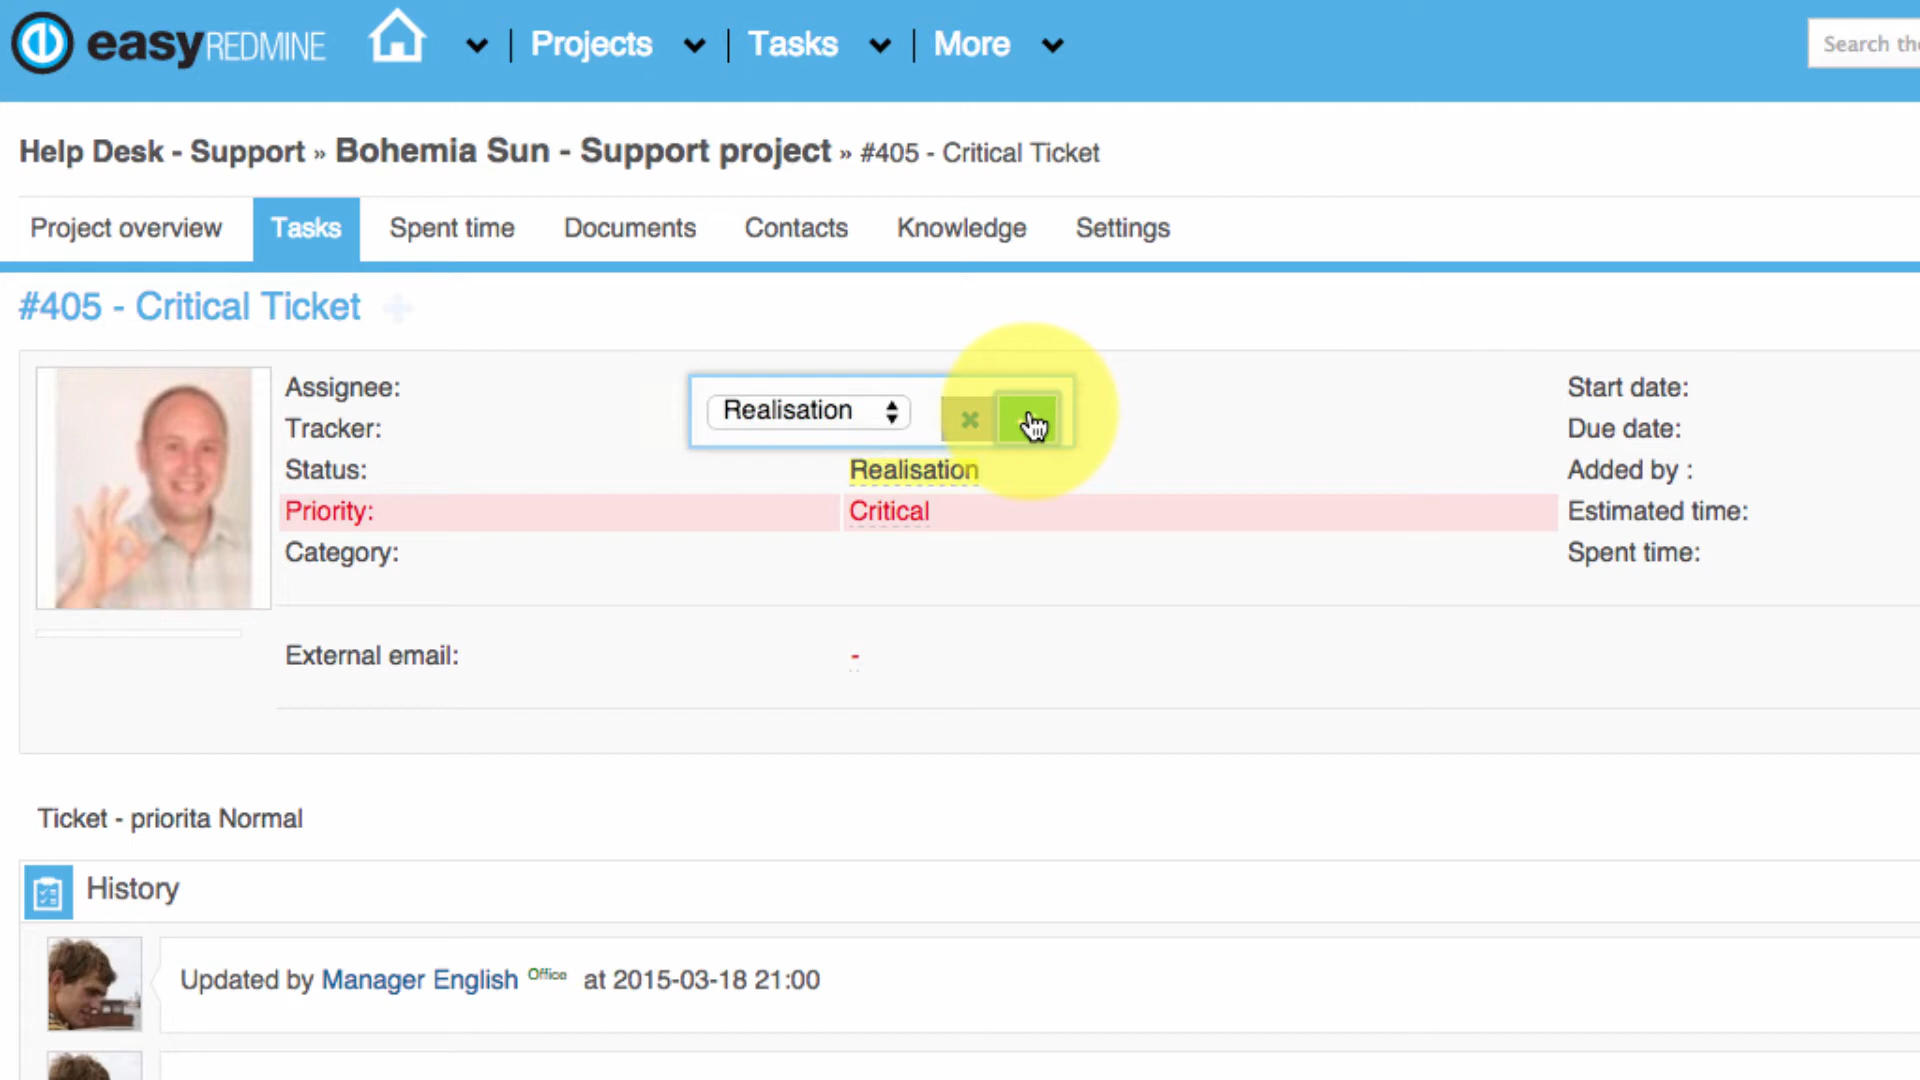 easy REDMINE Projects Tasks More Search the
Help Desk - Support » Bohemia Sun - Support project » #405 - Critical Ticket
Project overview Tasks Spent time Documents Contacts Knowledge Settings
#405 - Critical Ticket
Assignee: Realisation Start date:
Tracker: Due date:
Status: Realisation Added by :
Priority: Critical Estimated time:
Category: Spent time:
External email: -
Ticket - priorita Normal
History
Updated by Manager English Office at 2015-03-18 21:00